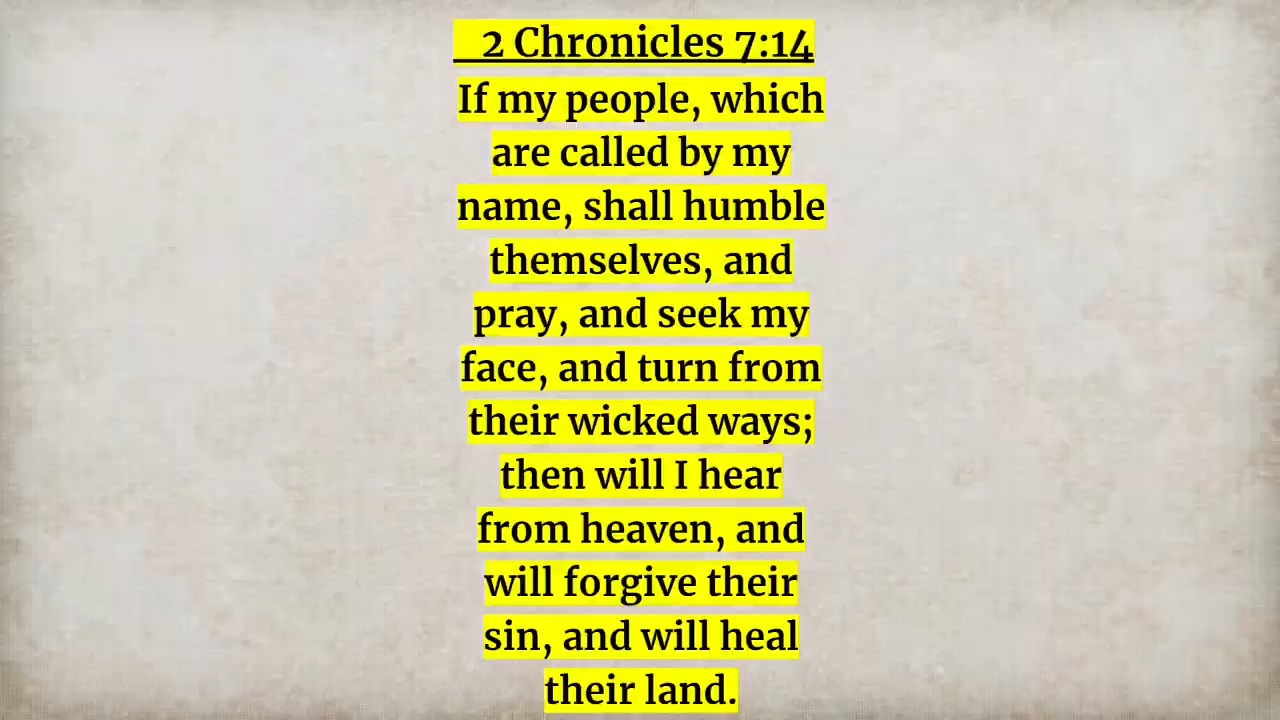 2 Chronicles 7:14
If my people, which
are called by my
name, shall humble
themselves, and
pray, and seek my
face, and turn from
their wicked ways;
then will I hear
from heaven, and
will forgive their
sin, and will heal
their land.